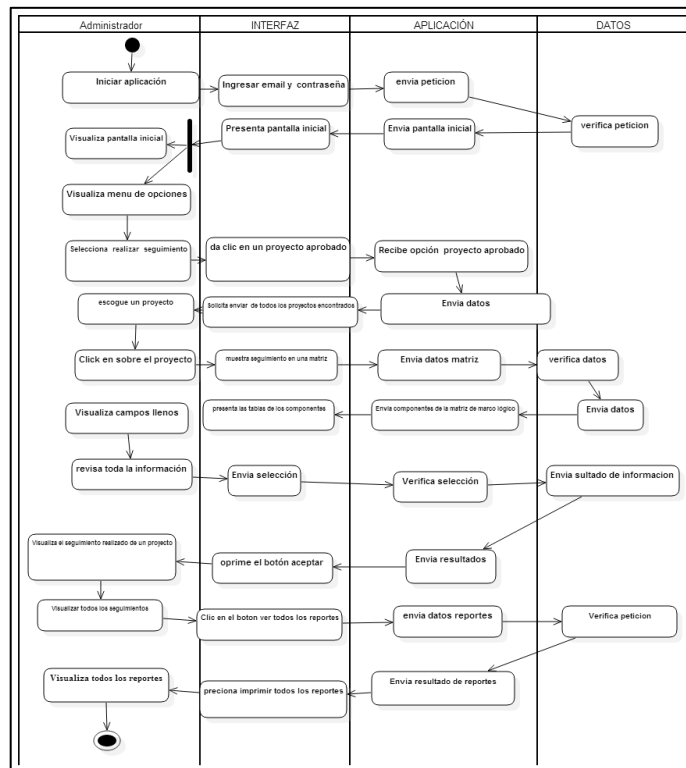 Administrador INTERFAZ APLICACIÓN DATOS
Iniciar aplicación
Ingresar email y contraseña
envia peticion
verifica peticion
Envia pantalla inicial
Presenta pantalla inicial
Visualiza pantalla inicial
Visualiza menu de opciones
Selecciona realizar seguimiento
da clic en un proyecto aprobado
Recibe opción proyecto aprobado
Envia datos
Solicita enviar de todos los proyectos encontrados
escogue un proyecto
Click en sobre el proyecto
muestra seguimiento en una matriz
Envia datos matriz
verifica datos
Envia datos
Envia componentes de la matriz de marco lógico
presenta las tablas de los componentes
Visualiza campos llenos
revisa toda la información
Envia selección
Verifica selección
Envia sultado de informacion
Envia resultados
oprime el botón aceptar
Visualiza el seguimiento realizado de un proyecto
Visualizar todos los seguimientos
Clic en el boton ver todos los reportes
envia datos reportes
Verifica peticion
Envia resultado de reportes
preciona imprimir todos los reportes
Visualiza todos los reportes